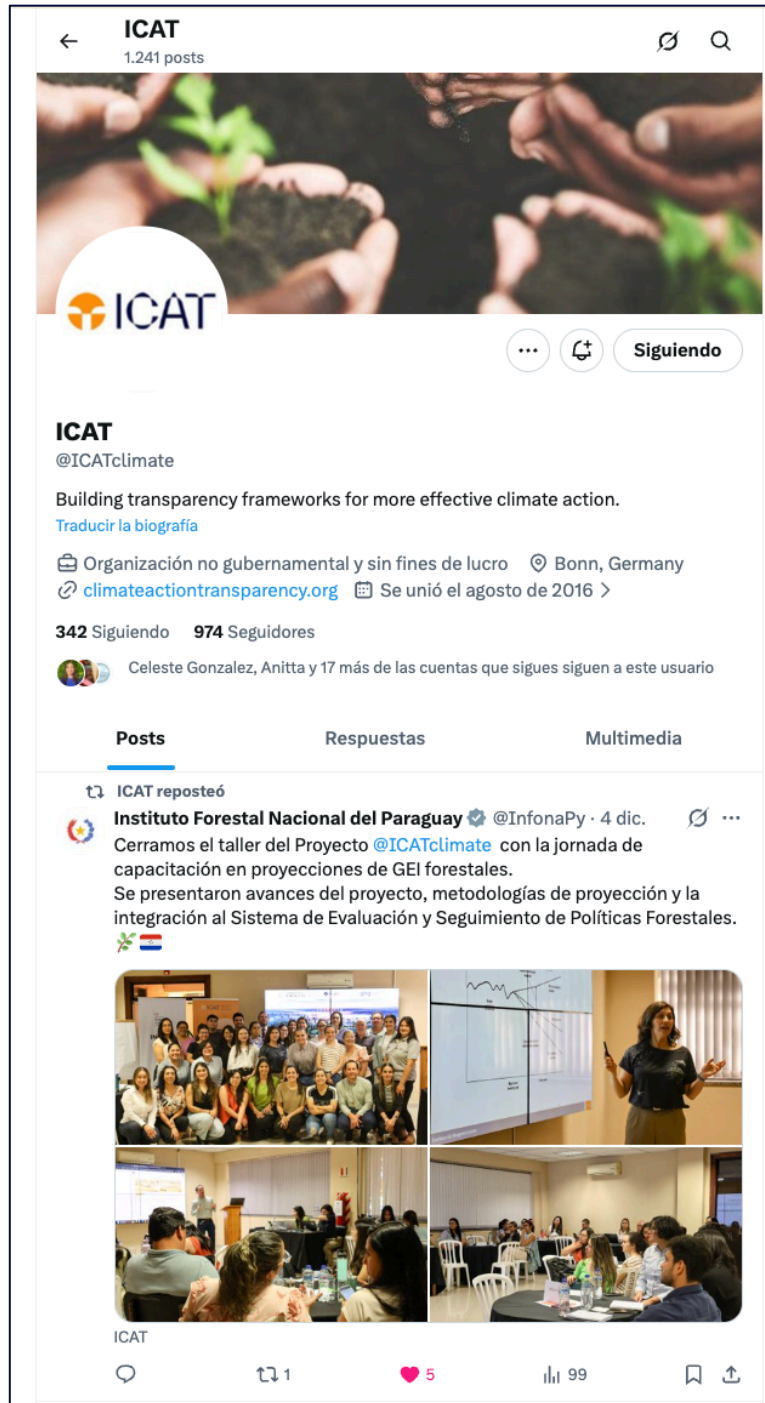 ICAT
1.241 posts
ICAT
Siguiendo
ICAT
@ICATclimate
Building transparency frameworks for more effective climate action.
Traducir la biografía
Organización no gubernamental y sin fines de lucro Bonn, Germany
climateactiontransparency.org Se unió el agosto de 2016
342 Siguiendo 974 Seguidores
Celeste Gonzalez, Anitta y 17 más de las cuentas que sigues siguen a este usuario
Posts Respuestas Multimedia
ICAT reposteó
Instituto Forestal Nacional del Paraguay @InfonaPy · 4 dic.
Cerramos el taller del Proyecto @ICATclimate con la jornada de
capacitación en proyecciones de GEI forestales.
Se presentaron avances del proyecto, metodologías de proyección y la
integración al Sistema de Evaluación y Seguimiento de Políticas Forestales.
ICAT
ICAT
1 5 99